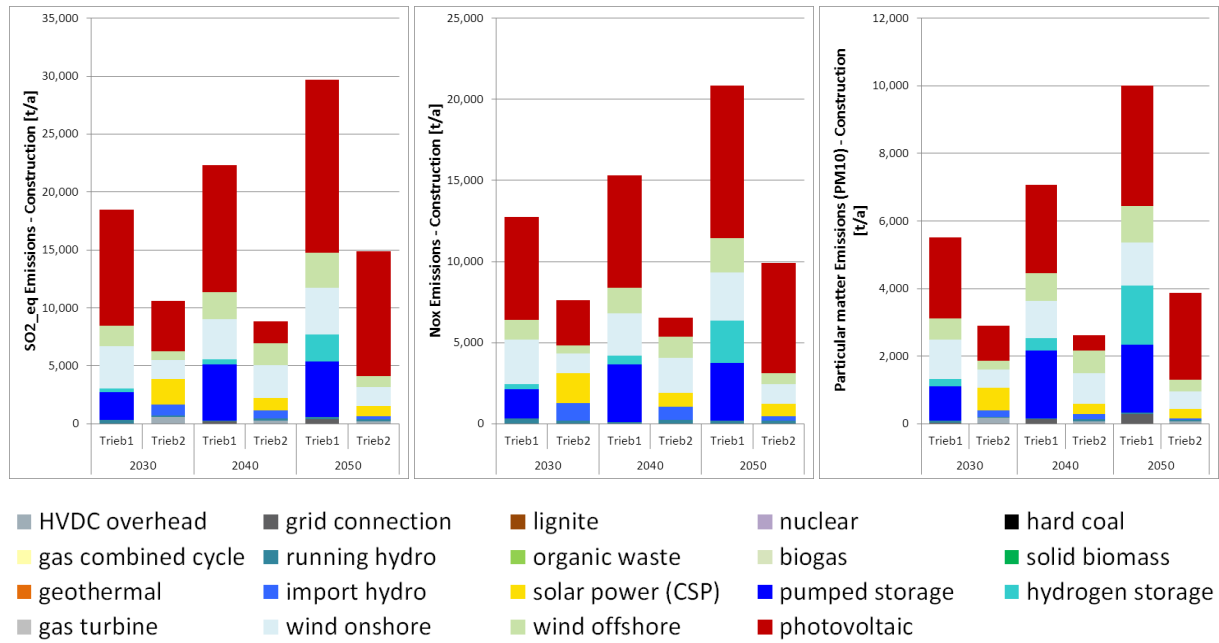 SO2_eq Emissions - Construction [t/a]
35,000
30,000
25,000
20,000
15,000
10,000
5,000
0
Trieb1 Trieb2 Trieb1 Trieb2 Trieb1 Trieb2
2030 2040 2050
Nox Emissions - Construction [t/a]
25,000
20,000
15,000
10,000
5,000
0
Trieb1 Trieb2 Trieb1 Trieb2 Trieb1 Trieb2
2030 2040 2050
Particular matter Emissions (PM10) - Construction
[t/a]
12,000
10,000
8,000
6,000
4,000
2,000
0
Trieb1 Trieb2 Trieb1 Trieb2 Trieb1 Trieb2
2030 2040 2050
HVDC overhead grid connection lignite nuclear hard coal
gas combined cycle running hydro organic waste biogas solid biomass
geothermal import hydro solar power (CSP) pumped storage hydrogen storage
gas turbine wind onshore wind offshore photovoltaic